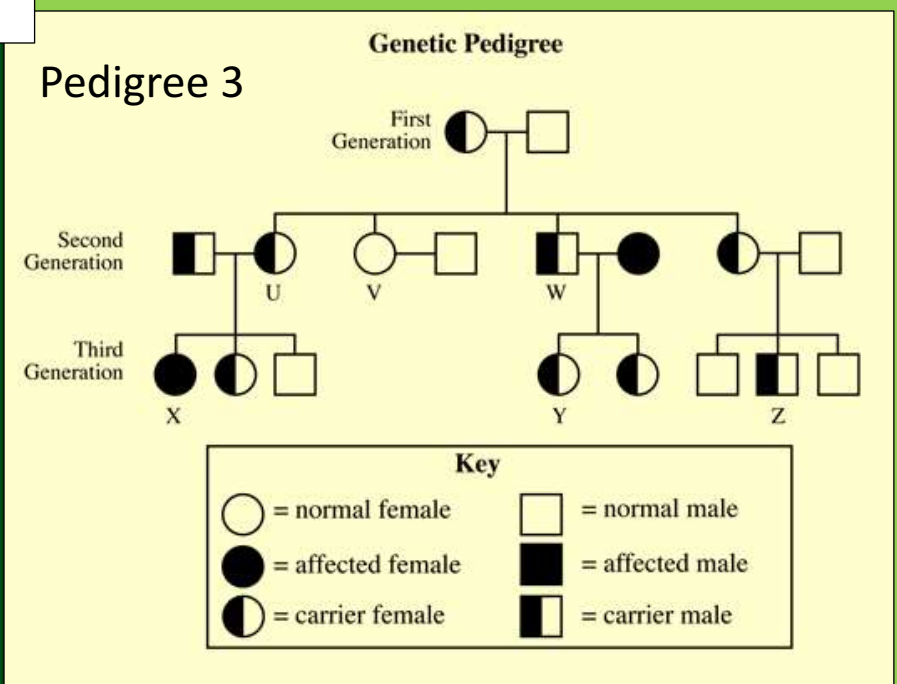 Genetic Pedigree
Pedigree 3
First
Generation
Second
Generation
U
V
W
Third
Generation
X
Y
Z
Key
= normal female
= normal male
= affected female
= affected male
= carrier female
= carrier male